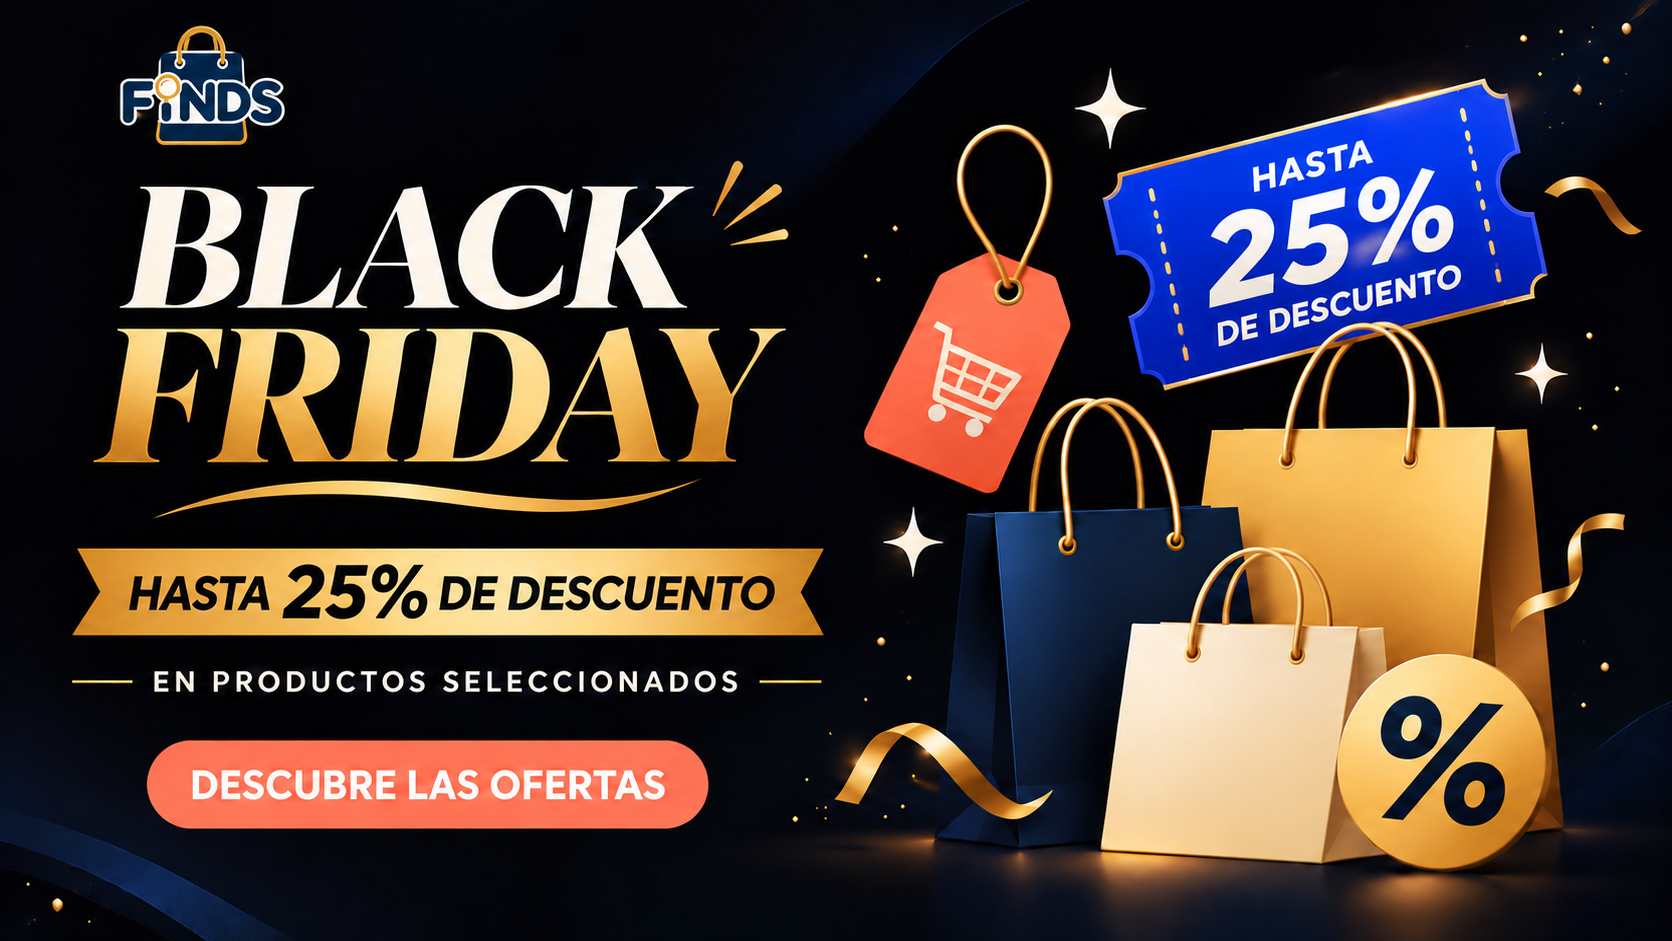 FiNDS
BLACK
FRIDAY
HASTA 25% DE DESCUENTO
EN PRODUCTOS SELECCIONADOS
DESCUBRE LAS OFERTAS
HASTA
25%
DE DESCUENTO
%